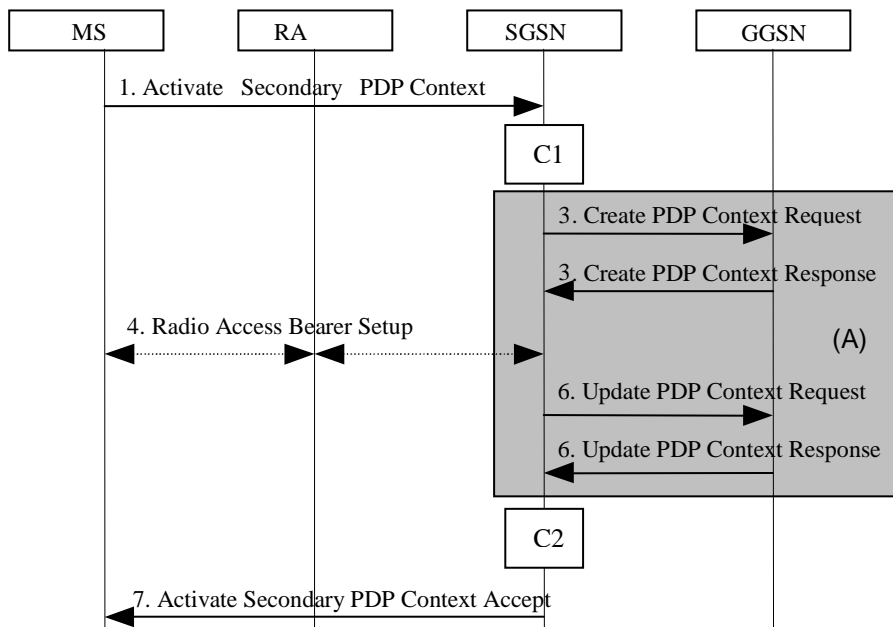 MS RA SGSN GGSN
1. Activate Secondary PDP Context
C1
3. Create PDP Context Request
3. Create PDP Context Response
4. Radio Access Bearer Setup
(A)
6. Update PDP Context Request
6. Update PDP Context Response
C2
7. Activate Secondary PDP Context Accept